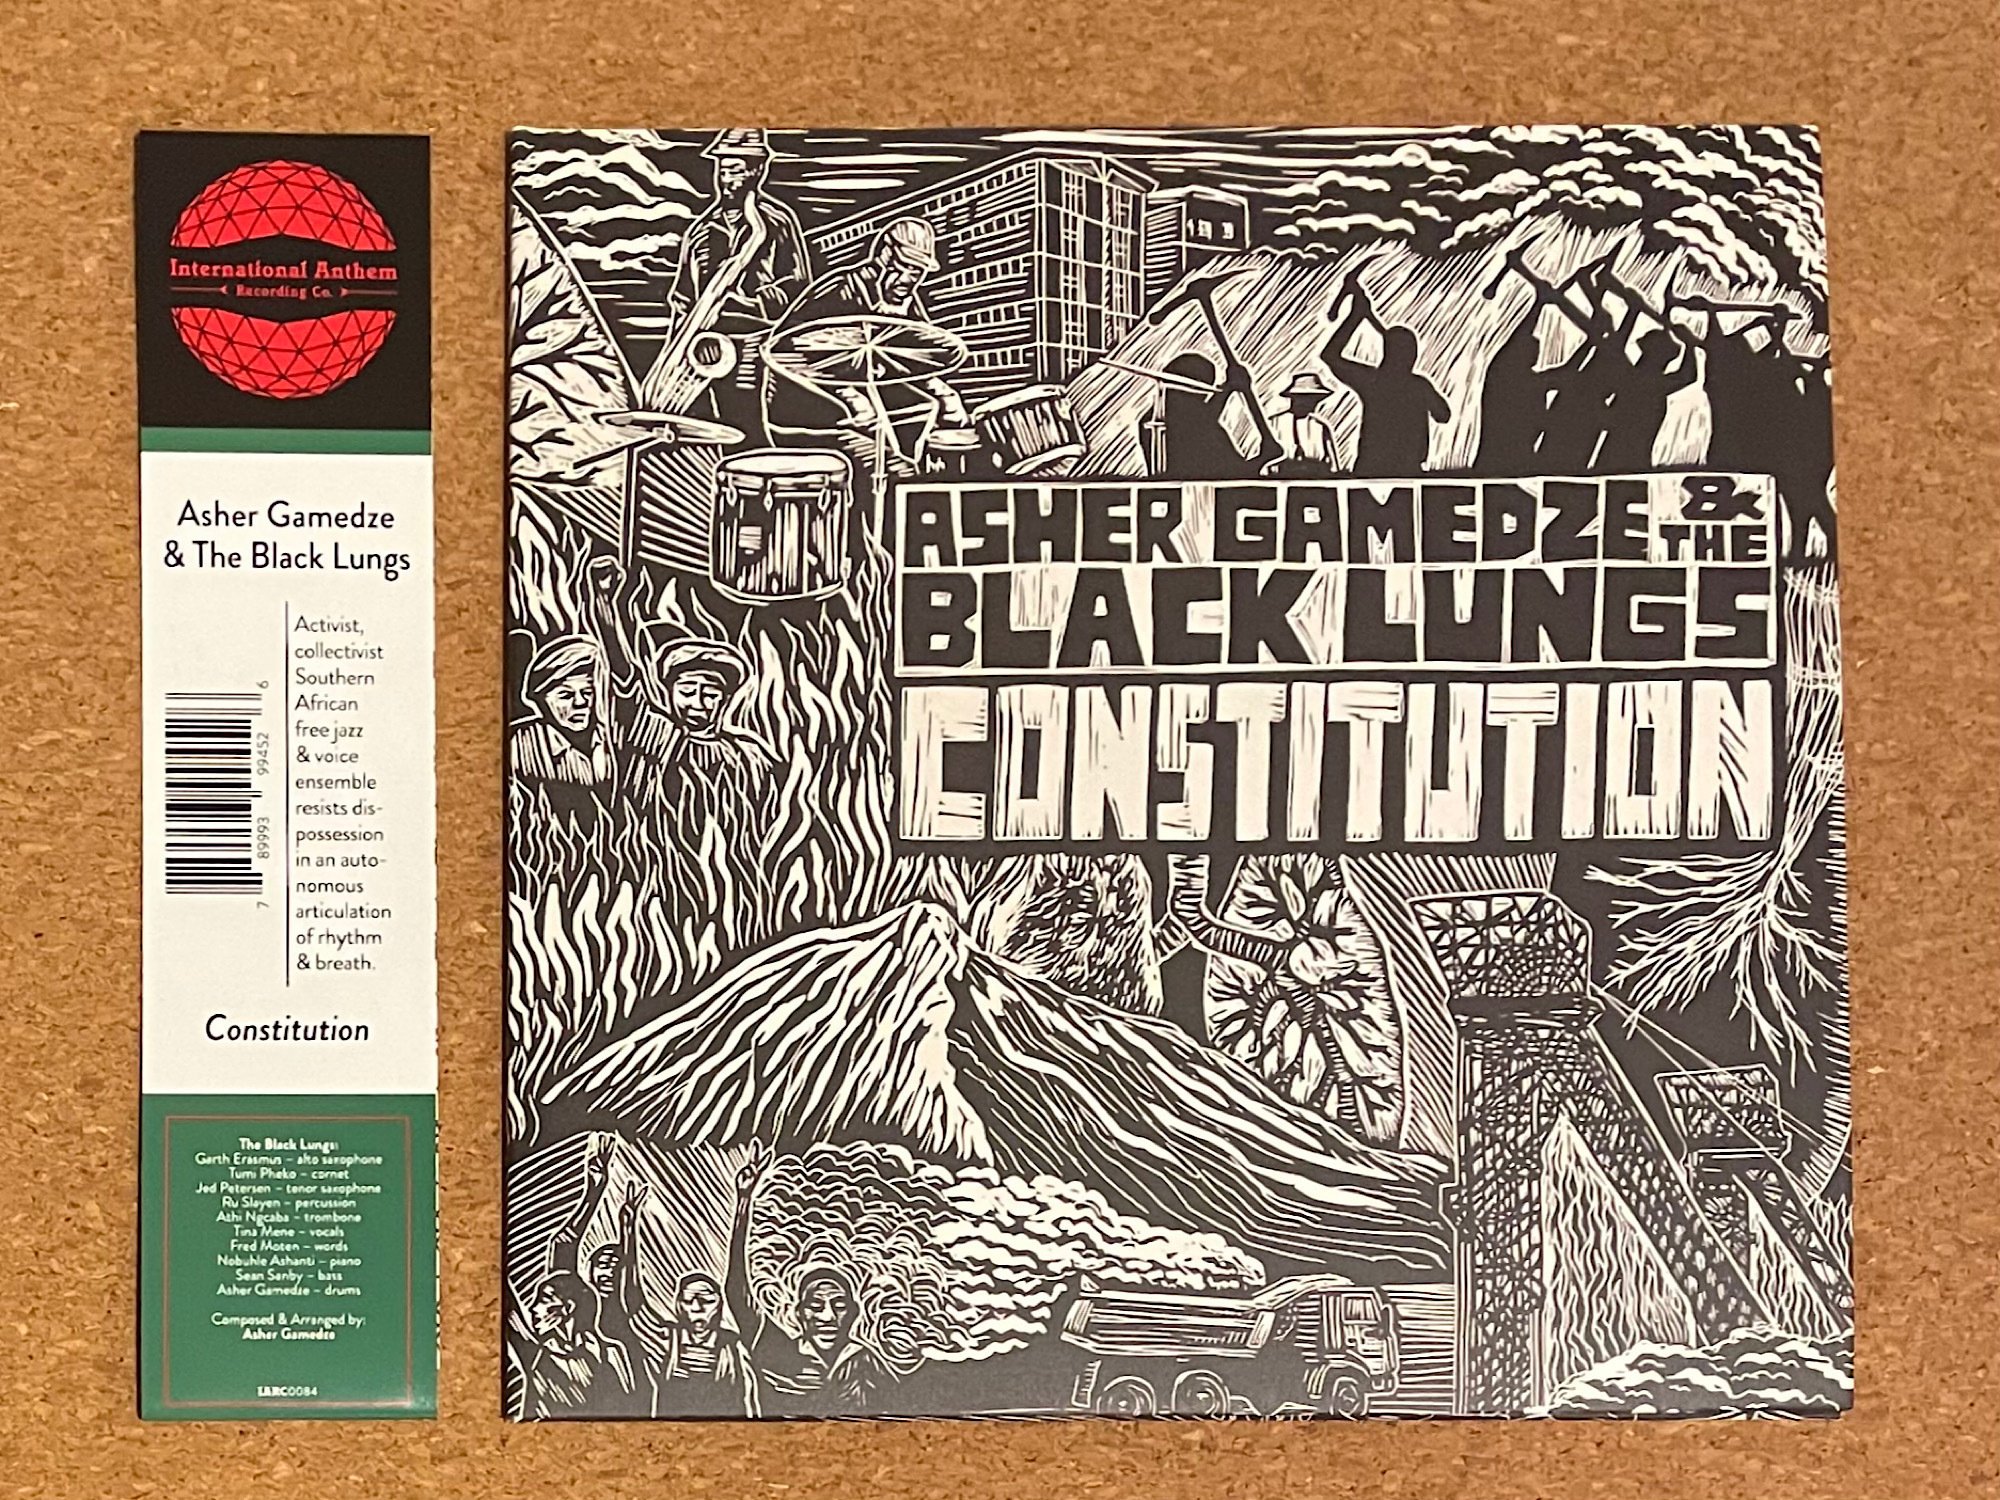 International Anthem
Recording Co.
Asher Gamedze
& The Black Lungs
Activist,
collectivist
Southern
African
free jazz
& voice
ensemble
resists dis-
possession
in an auto-
nomous
articulation
of rhythm
& breath.
7 89993 99452 6
Constitution
The Black Lungs:
Garth Erasmus – alto saxophone
Tumi Pheko – cornet
Jed Petersen – tenor saxophone
Ru Slayen – percussion
Athi Ngcaba – trombone
Tina Mene – vocals
Fred Moten – words
Nobuhle Ashanti – piano
Sean Sanby – bass
Asher Gamedze – drums
Composed & Arranged by:
Asher Gamedze
IARC0084
ASHER GAMEDZE &
THE
BLACK LUNGS
CONSTITUTION